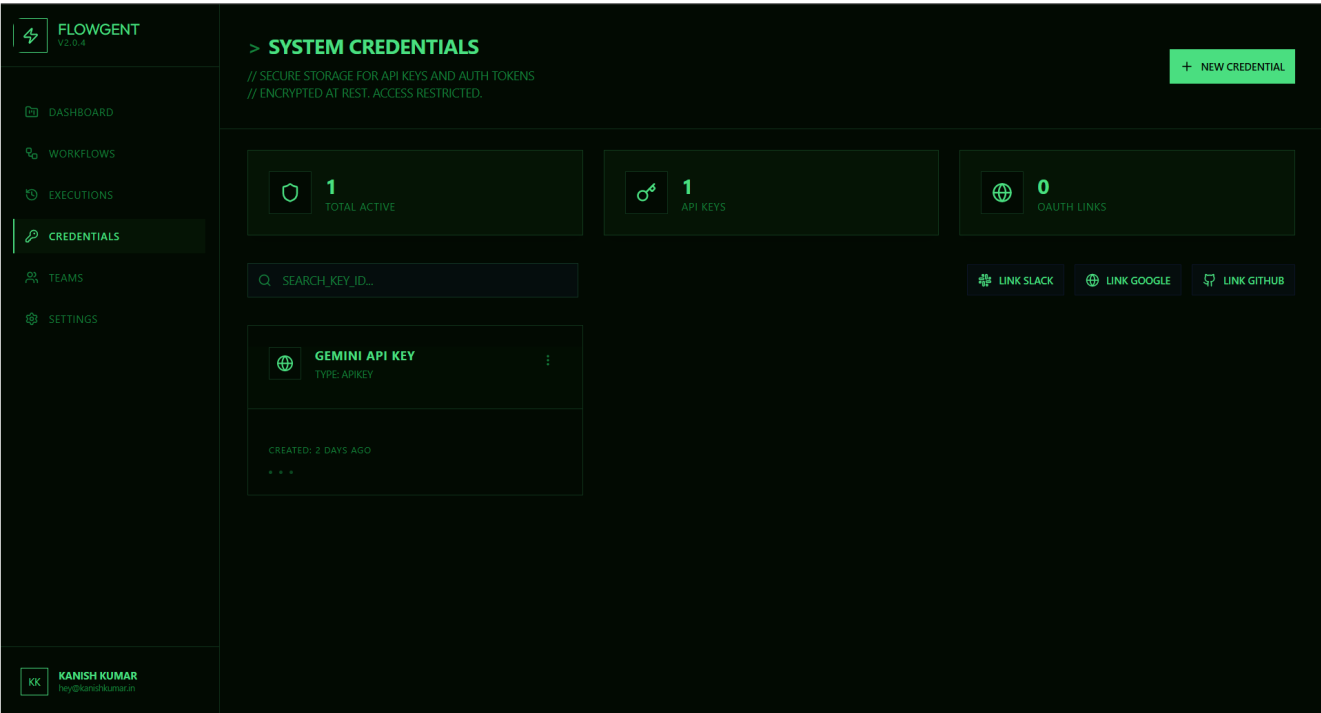 FLOWGENT
V2.0.4
DASHBOARD
WORKFLOWS
EXECUTIONS
CREDENTIALS
TEAMS
SETTINGS
KK
KANISH KUMAR
hey@kanishkumar.in
> SYSTEM CREDENTIALS
// SECURE STORAGE FOR API KEYS AND AUTH TOKENS
// ENCRYPTED AT REST. ACCESS RESTRICTED.
+ NEW CREDENTIAL
1
TOTAL ACTIVE
1
API KEYS
0
OAUTH LINKS
SEARCH_KEY_ID...
LINK SLACK
LINK GOOGLE
LINK GITHUB
GEMINI API KEY
TYPE: APIKEY
CREATED: 2 DAYS AGO
* * *